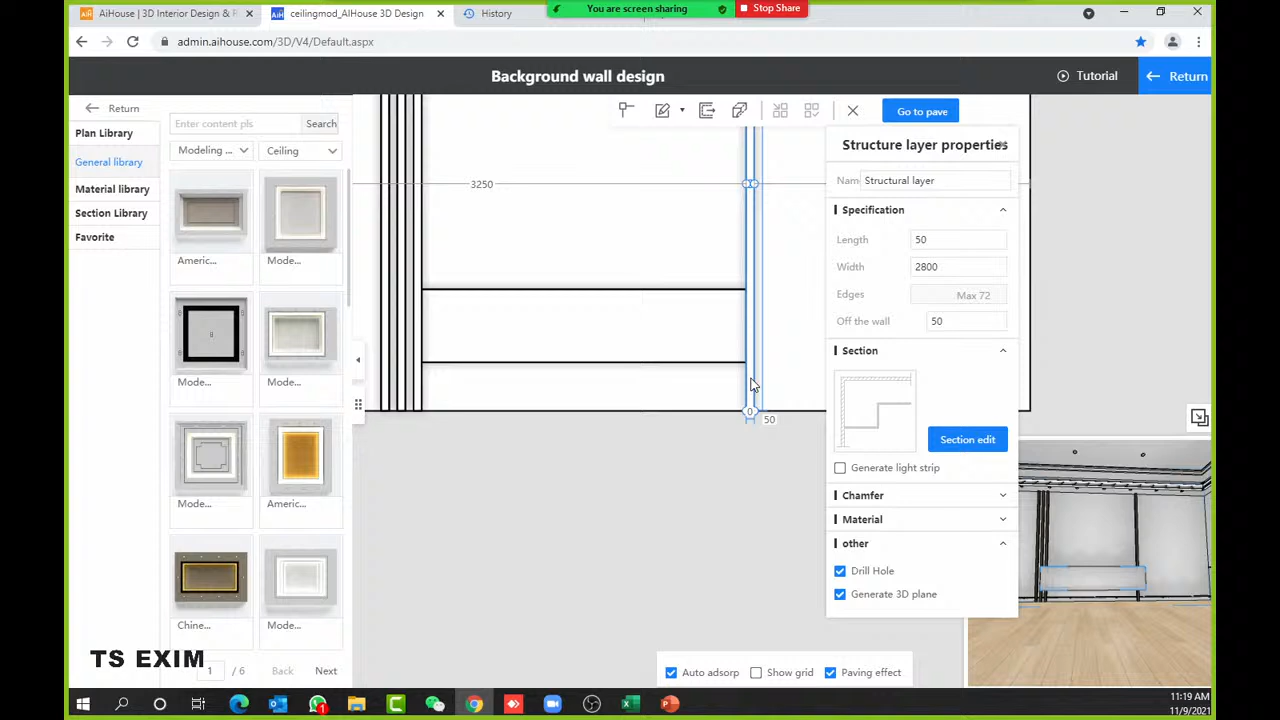 You are screen sharing
Stop Share
AiHouse | 3D Interior Design & R
ceilingmod_AIHouse 3D Design
History
admin.aihouse.com/3D/V4/Default.aspx
Background wall design
Tutorial
Return
Return
Enter content pls
Search
Go to pave
Structure layer properties
Plan Library
General library
Material library
Section Library
Favorite
Modeling ...
Ceiling
Americ...
Mode...
Mode...
Mode...
Mode...
Americ...
Chine...
Mode...
1 / 6
Back
Next
3250
0
50
Nam
Structural layer
Specification
Length
50
Width
2800
Edges
Max 72
Off the wall
50
Section
Section edit
Generate light strip
Chamfer
Material
other
Drill Hole
Generate 3D plane
TS EXIM
Auto adsorp
Show grid
Paving effect
11:19 AM
11/9/2021